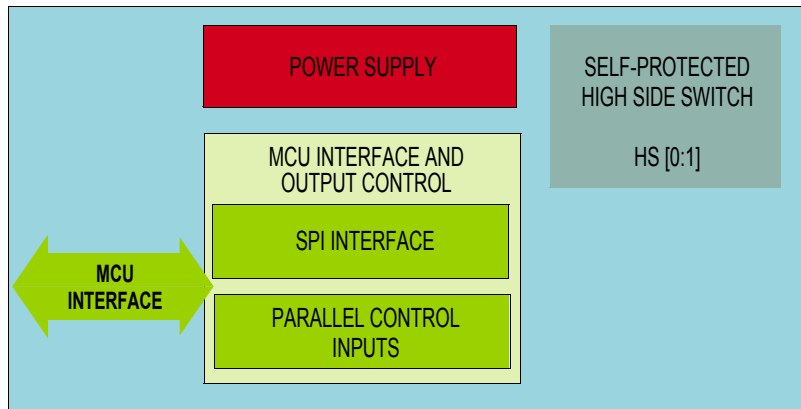 POWER SUPPLY
SELF-PROTECTED
HIGH SIDE SWITCH
HS [0:1]
MCU INTERFACE AND
OUTPUT CONTROL
SPI INTERFACE
MCU
INTERFACE
PARALLEL CONTROL
INPUTS